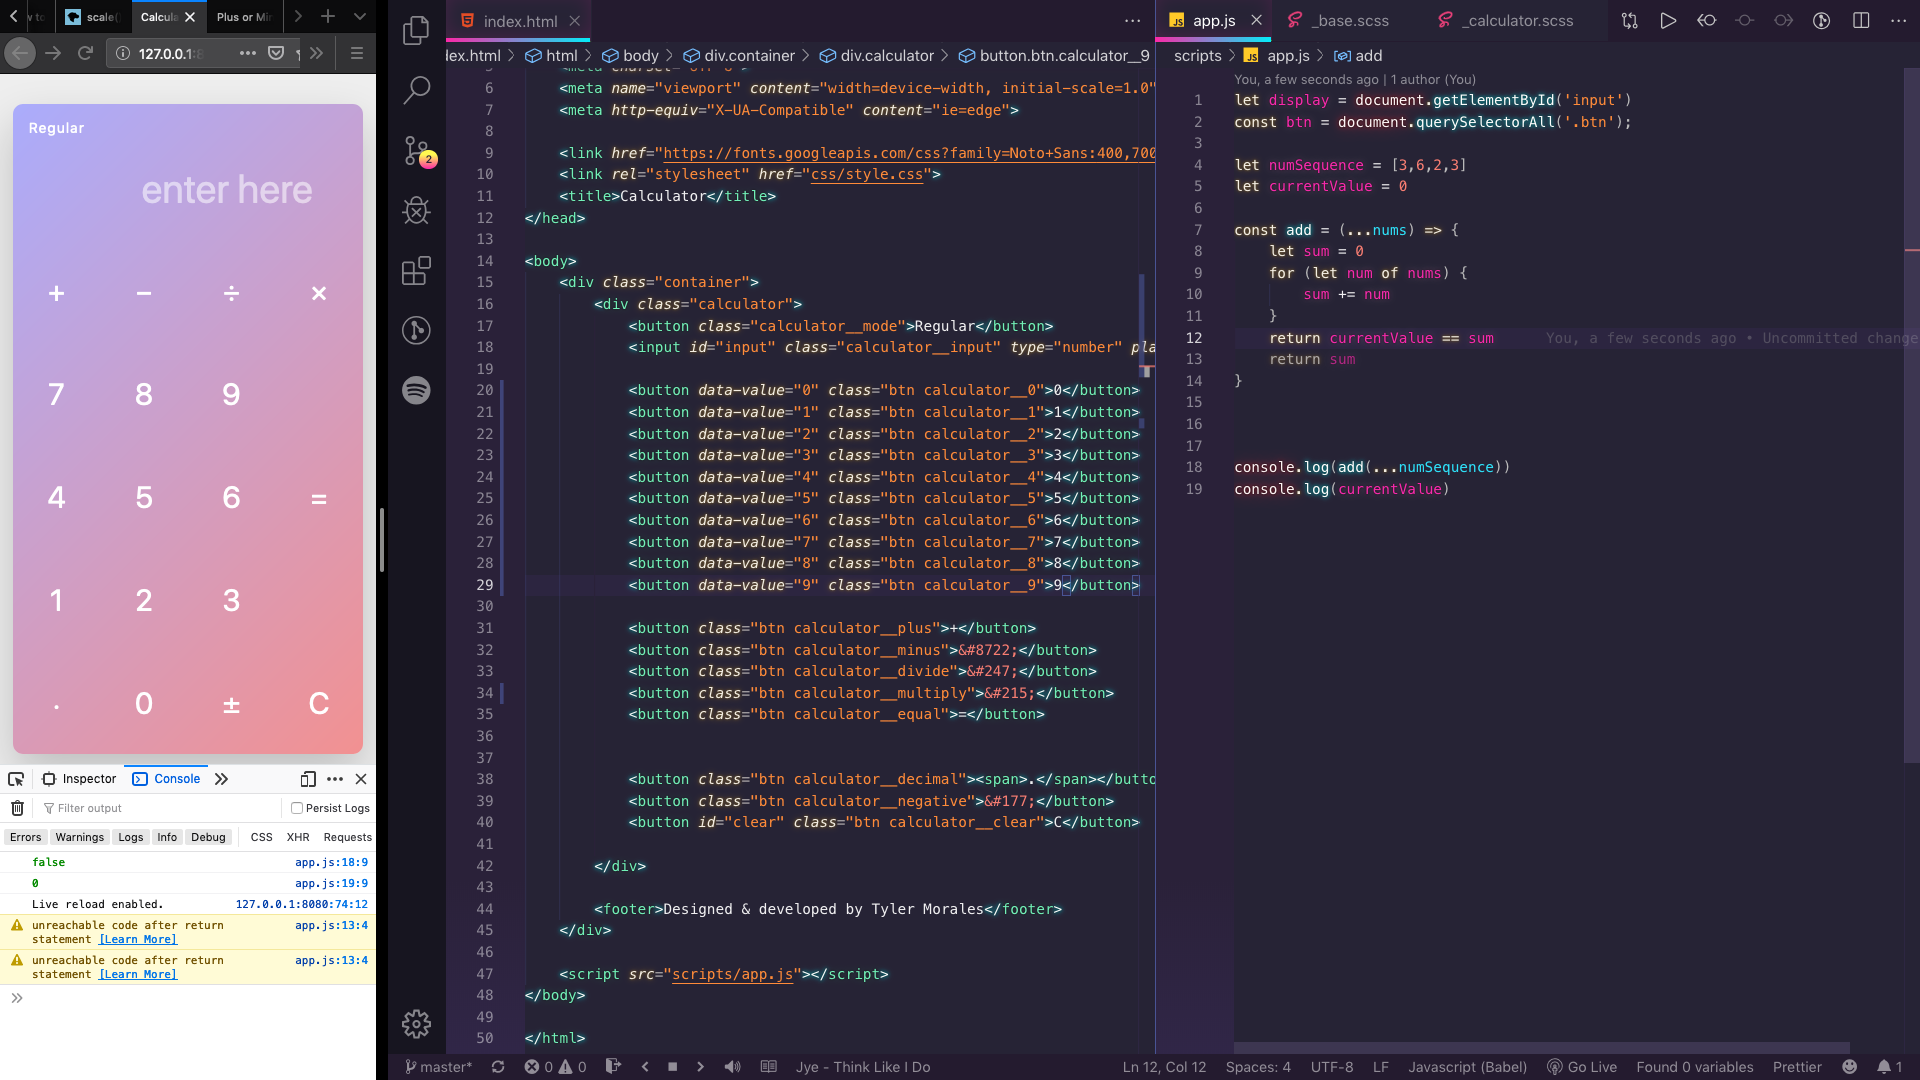 scale(
Calcula
Plus or Mi
127.0.0.1:8
Regular
enter here
+ − ÷ ×
7 8 9
4 5 6 =
1 2 3
. 0 ± C
Inspector
Console
Filter output
Persist Logs
Errors Warnings Logs Info Debug CSS XHR Requests
false app.js:18:9
0 app.js:19:9
Live reload enabled. 127.0.0.1:8080:74:12
unreachable code after return app.js:13:4
statement [Learn More]
unreachable code after return app.js:13:4
statement [Learn More]
2
index.html
dex.html > html > body > div.container > div.calculator > button.btn.calculator__9
6 <meta name="viewport" content="width=device-width, initial-scale=1.0"
7 <meta http-equiv="X-UA-Compatible" content="ie=edge">
8
9 <link href="https://fonts.googleapis.com/css?family=Noto+Sans:400,700
10 <link rel="stylesheet" href="css/style.css">
11 <title>Calculator</title>
12 </head>
13
14 <body>
15 <div class="container">
16 <div class="calculator">
17 <button class="calculator__mode">Regular</button>
18 <input id="input" class="calculator__input" type="number" pla
19
20 <button data-value="0" class="btn calculator__0">0</button>
21 <button data-value="1" class="btn calculator__1">1</button>
22 <button data-value="2" class="btn calculator__2">2</button>
23 <button data-value="3" class="btn calculator__3">3</button>
24 <button data-value="4" class="btn calculator__4">4</button>
25 <button data-value="5" class="btn calculator__5">5</button>
26 <button data-value="6" class="btn calculator__6">6</button>
27 <button data-value="7" class="btn calculator__7">7</button>
28 <button data-value="8" class="btn calculator__8">8</button>
29 <button data-value="9" class="btn calculator__9">9</button>
30
31 <button class="btn calculator__plus">+</button>
32 <button class="btn calculator__minus">&#8722;</button>
33 <button class="btn calculator__divide">&#247;</button>
34 <button class="btn calculator__multiply">&#215;</button>
35 <button class="btn calculator__equal">=</button>
36
37
38 <button class="btn calculator__decimal"><span>.</span></butto
39 <button class="btn calculator__negative">&#177;</button>
40 <button id="clear" class="btn calculator__clear">C</button>
41
42 </div>
43
44 <footer>Designed & developed by Tyler Morales</footer>
45 </div>
46
47 <script src="scripts/app.js"></script>
48 </body>
49
50 </html>
JS app.js
_base.scss
_calculator.scss
scripts > JS app.js > add
You, a few seconds ago | 1 author (You)
1 let display = document.getElementById('input')
2 const btn = document.querySelectorAll('.btn');
3
4 let numSequence = [3,6,2,3]
5 let currentValue = 0
6
7 const add = (...nums) => {
8 let sum = 0
9 for (let num of nums) {
10 sum += num
11 }
12 return currentValue == sum You, a few seconds ago • Uncommitted change
13 return sum
14 }
15
16
17
18 console.log(add(...numSequence))
19 console.log(currentValue)
master* 0 0 Jye - Think Like I Do Ln 12, Col 12 Spaces: 4 UTF-8 LF Javascript (Babel) Go Live Found 0 variables Prettier 1